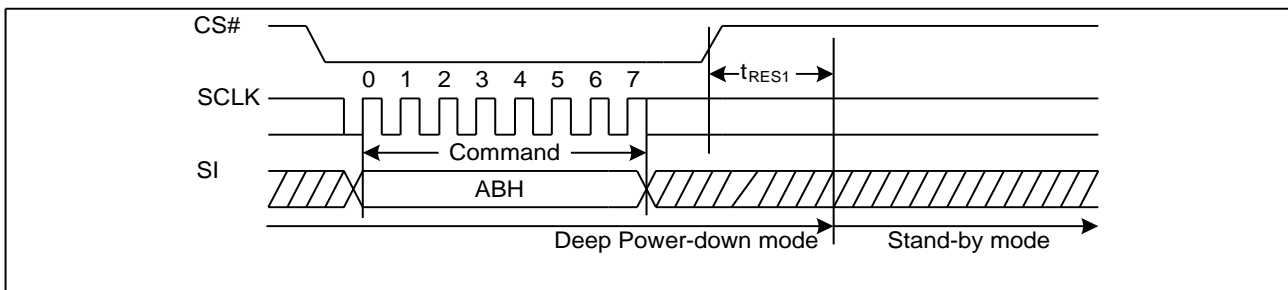 CS#
tRES1
0 1 2 3 4 5 6 7
SCLK
Command
SI
ABH
Deep Power-down mode Stand-by mode